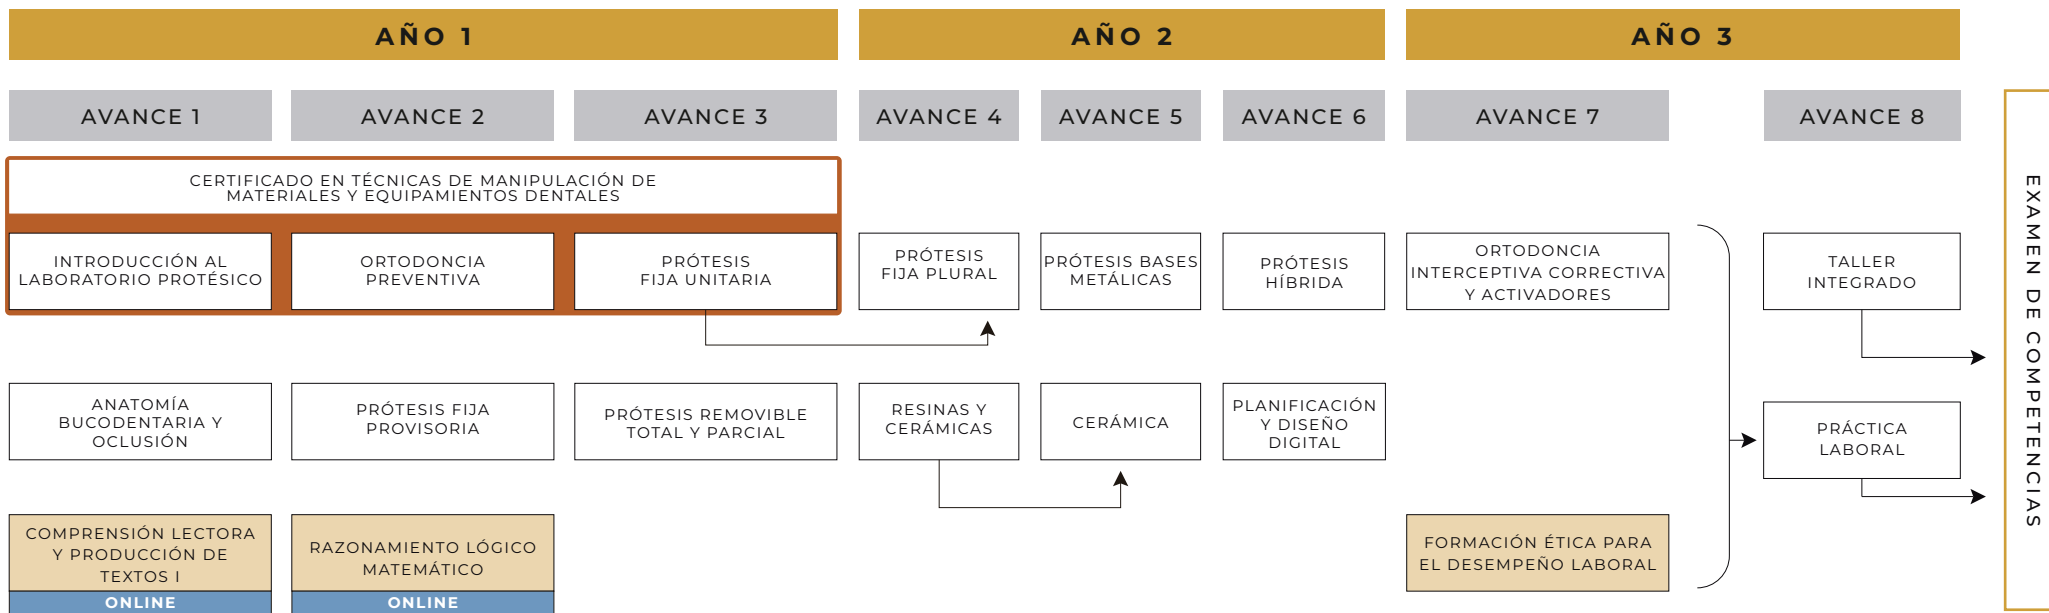 AÑO 1
AÑO 2
AÑO 3
AVANCE 1
AVANCE 2
AVANCE 3
AVANCE 4
AVANCE 5
AVANCE 6
AVANCE 7
AVANCE 8
CERTIFICADO EN TÉCNICAS DE MANIPULACIÓN DE
MATERIALES Y EQUIPAMIENTOS DENTALES
INTRODUCCIÓN AL
LABORATORIO PROTÉSICO
ORTODONCIA
PREVENTIVA
PRÓTESIS
FIJA UNITARIA
PRÓTESIS
FIJA PLURAL
PRÓTESIS BASES
METÁLICAS
PRÓTESIS
HÍBRIDA
ORTODONCIA
INTERCEPTIVA CORRECTIVA
Y ACTIVADORES
TALLER
INTEGRADO
ANATOMÍA
BUCODENTARIA Y
OCLUSIÓN
PRÓTESIS FIJA
PROVISORIA
PRÓTESIS REMOVIBLE
TOTAL Y PARCIAL
RESINAS Y
CERÁMICAS
CERÁMICA
PLANIFICACIÓN
Y DISEÑO
DIGITAL
PRÁCTICA
LABORAL
COMPRENSIÓN LECTORA
Y PRODUCCIÓN DE
TEXTOS I
ONLINE
RAZONAMIENTO LÓGICO
MATEMÁTICO
ONLINE
FORMACIÓN ÉTICA PARA
EL DESEMPEÑO LABORAL
EXAMEN DE COMPETENCIAS